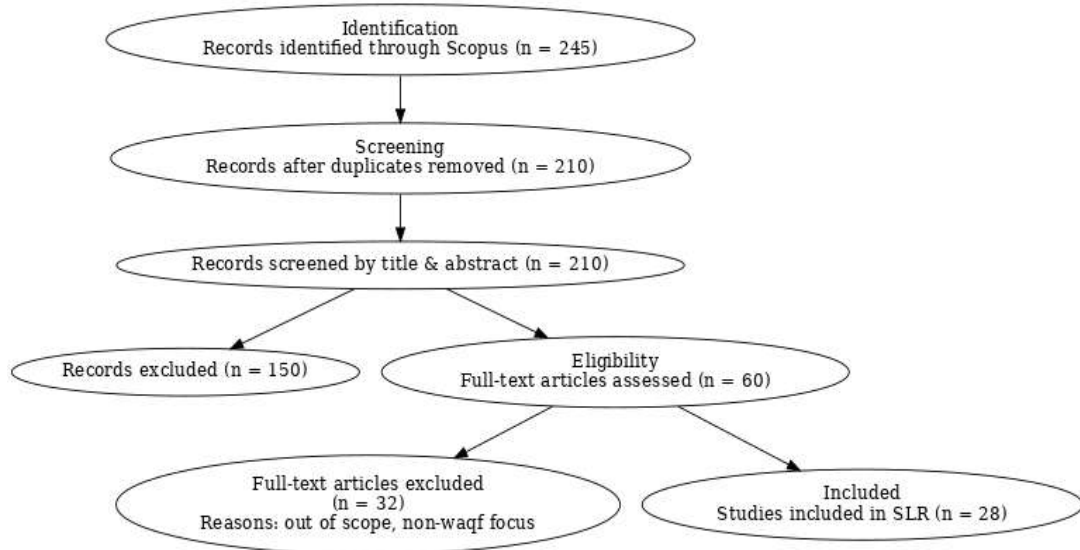 Identification
Records identified through Scopus (n = 245)
Screening
Records after duplicates removed (n = 210)
Records screened by title & abstract (n = 210)
Records excluded (n = 150)
Eligibility
Full-text articles assessed (n = 60)
Full-text articles excluded
(n = 32)
Reasons: out of scope, non-waqf focus
Included
Studies included in SLR (n = 28)